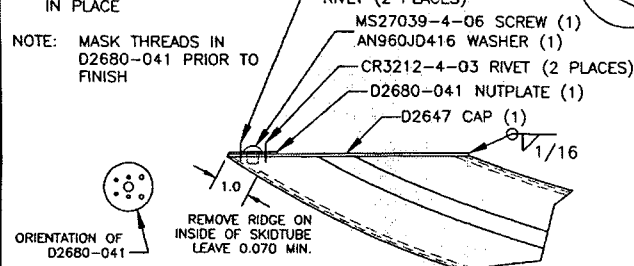 IN PLACE
RIVET (2 PLACES)
MS27039-4-06 SCREW (1)
AN960JD416 WASHER (1)
NOTE: MASK THREADS IN
D2680-041 PRIOR TO
FINISH
CR3212-4-03 RIVET (2 PLACES)
D2680-041 NUTPLATE (1)
D2647 CAP (1)
1/16
1.0
REMOVE RIDGE ON
INSIDE OF SKIDTUBE
LEAVE 0.070 MIN.
ORIENTATION OF
D2680-041